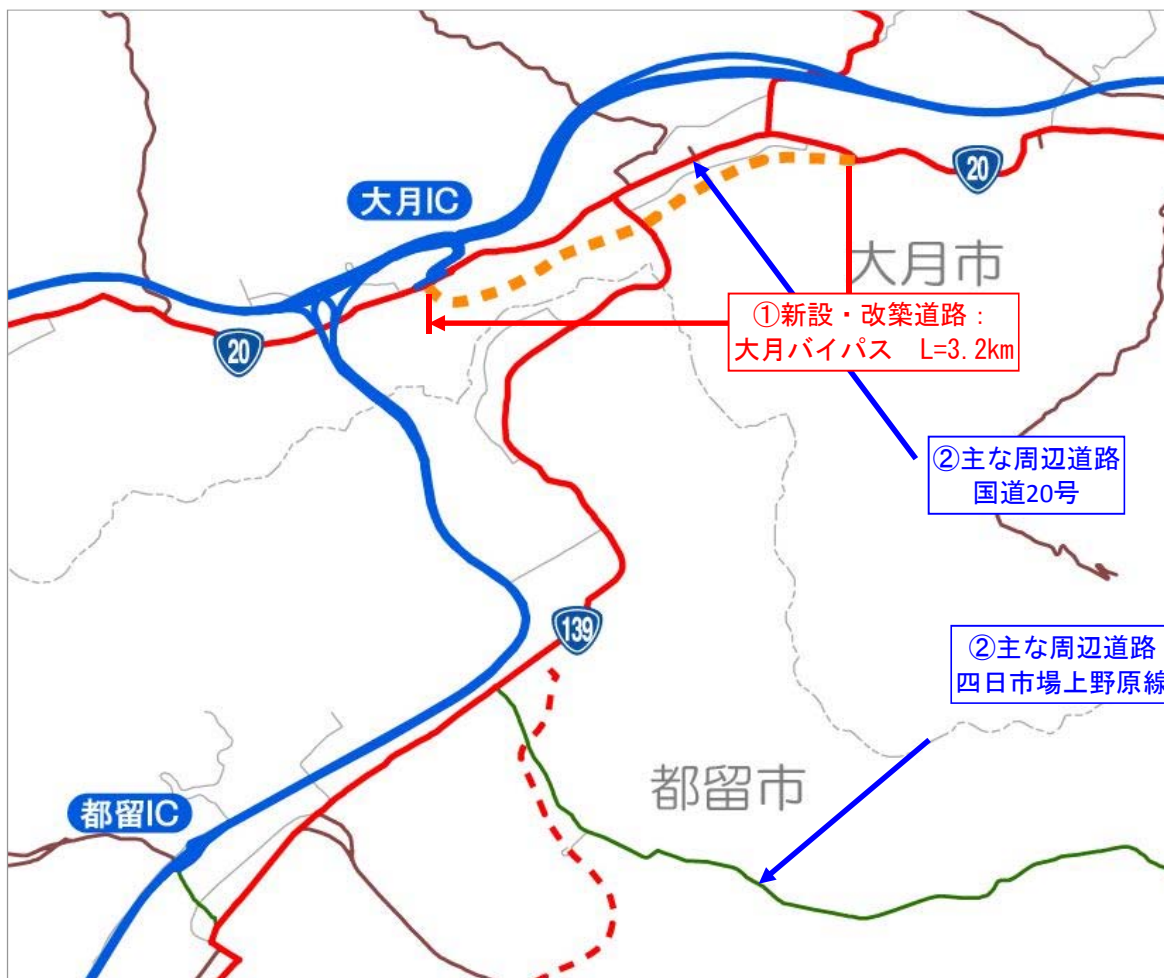 大月IC
20
大月市
①新設・改築道路：
大月バイパス　L=3.2km
20
②主な周辺道路
国道20号
139
②主な周辺道路
四日市場上野原線
都留市
都留IC